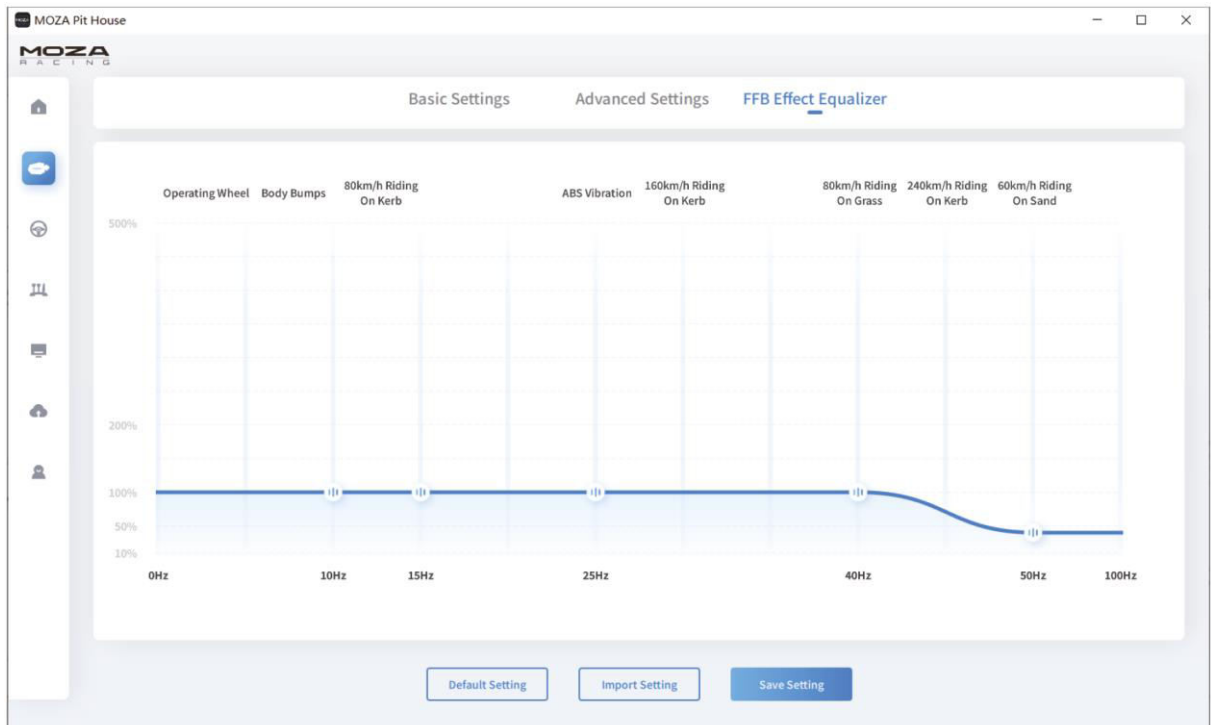 MOZA Pit House
MOZA
RACING
Basic Settings Advanced Settings FFB Effect Equalizer
Operating Wheel Body Bumps 80km/h Riding On Kerb ABS Vibration 160km/h Riding On Kerb 80km/h Riding On Grass 240km/h Riding On Kerb 60km/h Riding On Sand
500%
200%
100%
50%
10%
0Hz 10Hz 15Hz 25Hz 40Hz 50Hz 100Hz
Default Setting Import Setting Save Setting